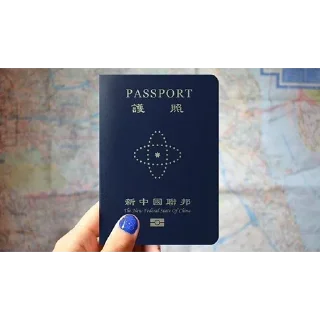 PASSPORT
護 照
新中國聯邦
The New Federal State Of China